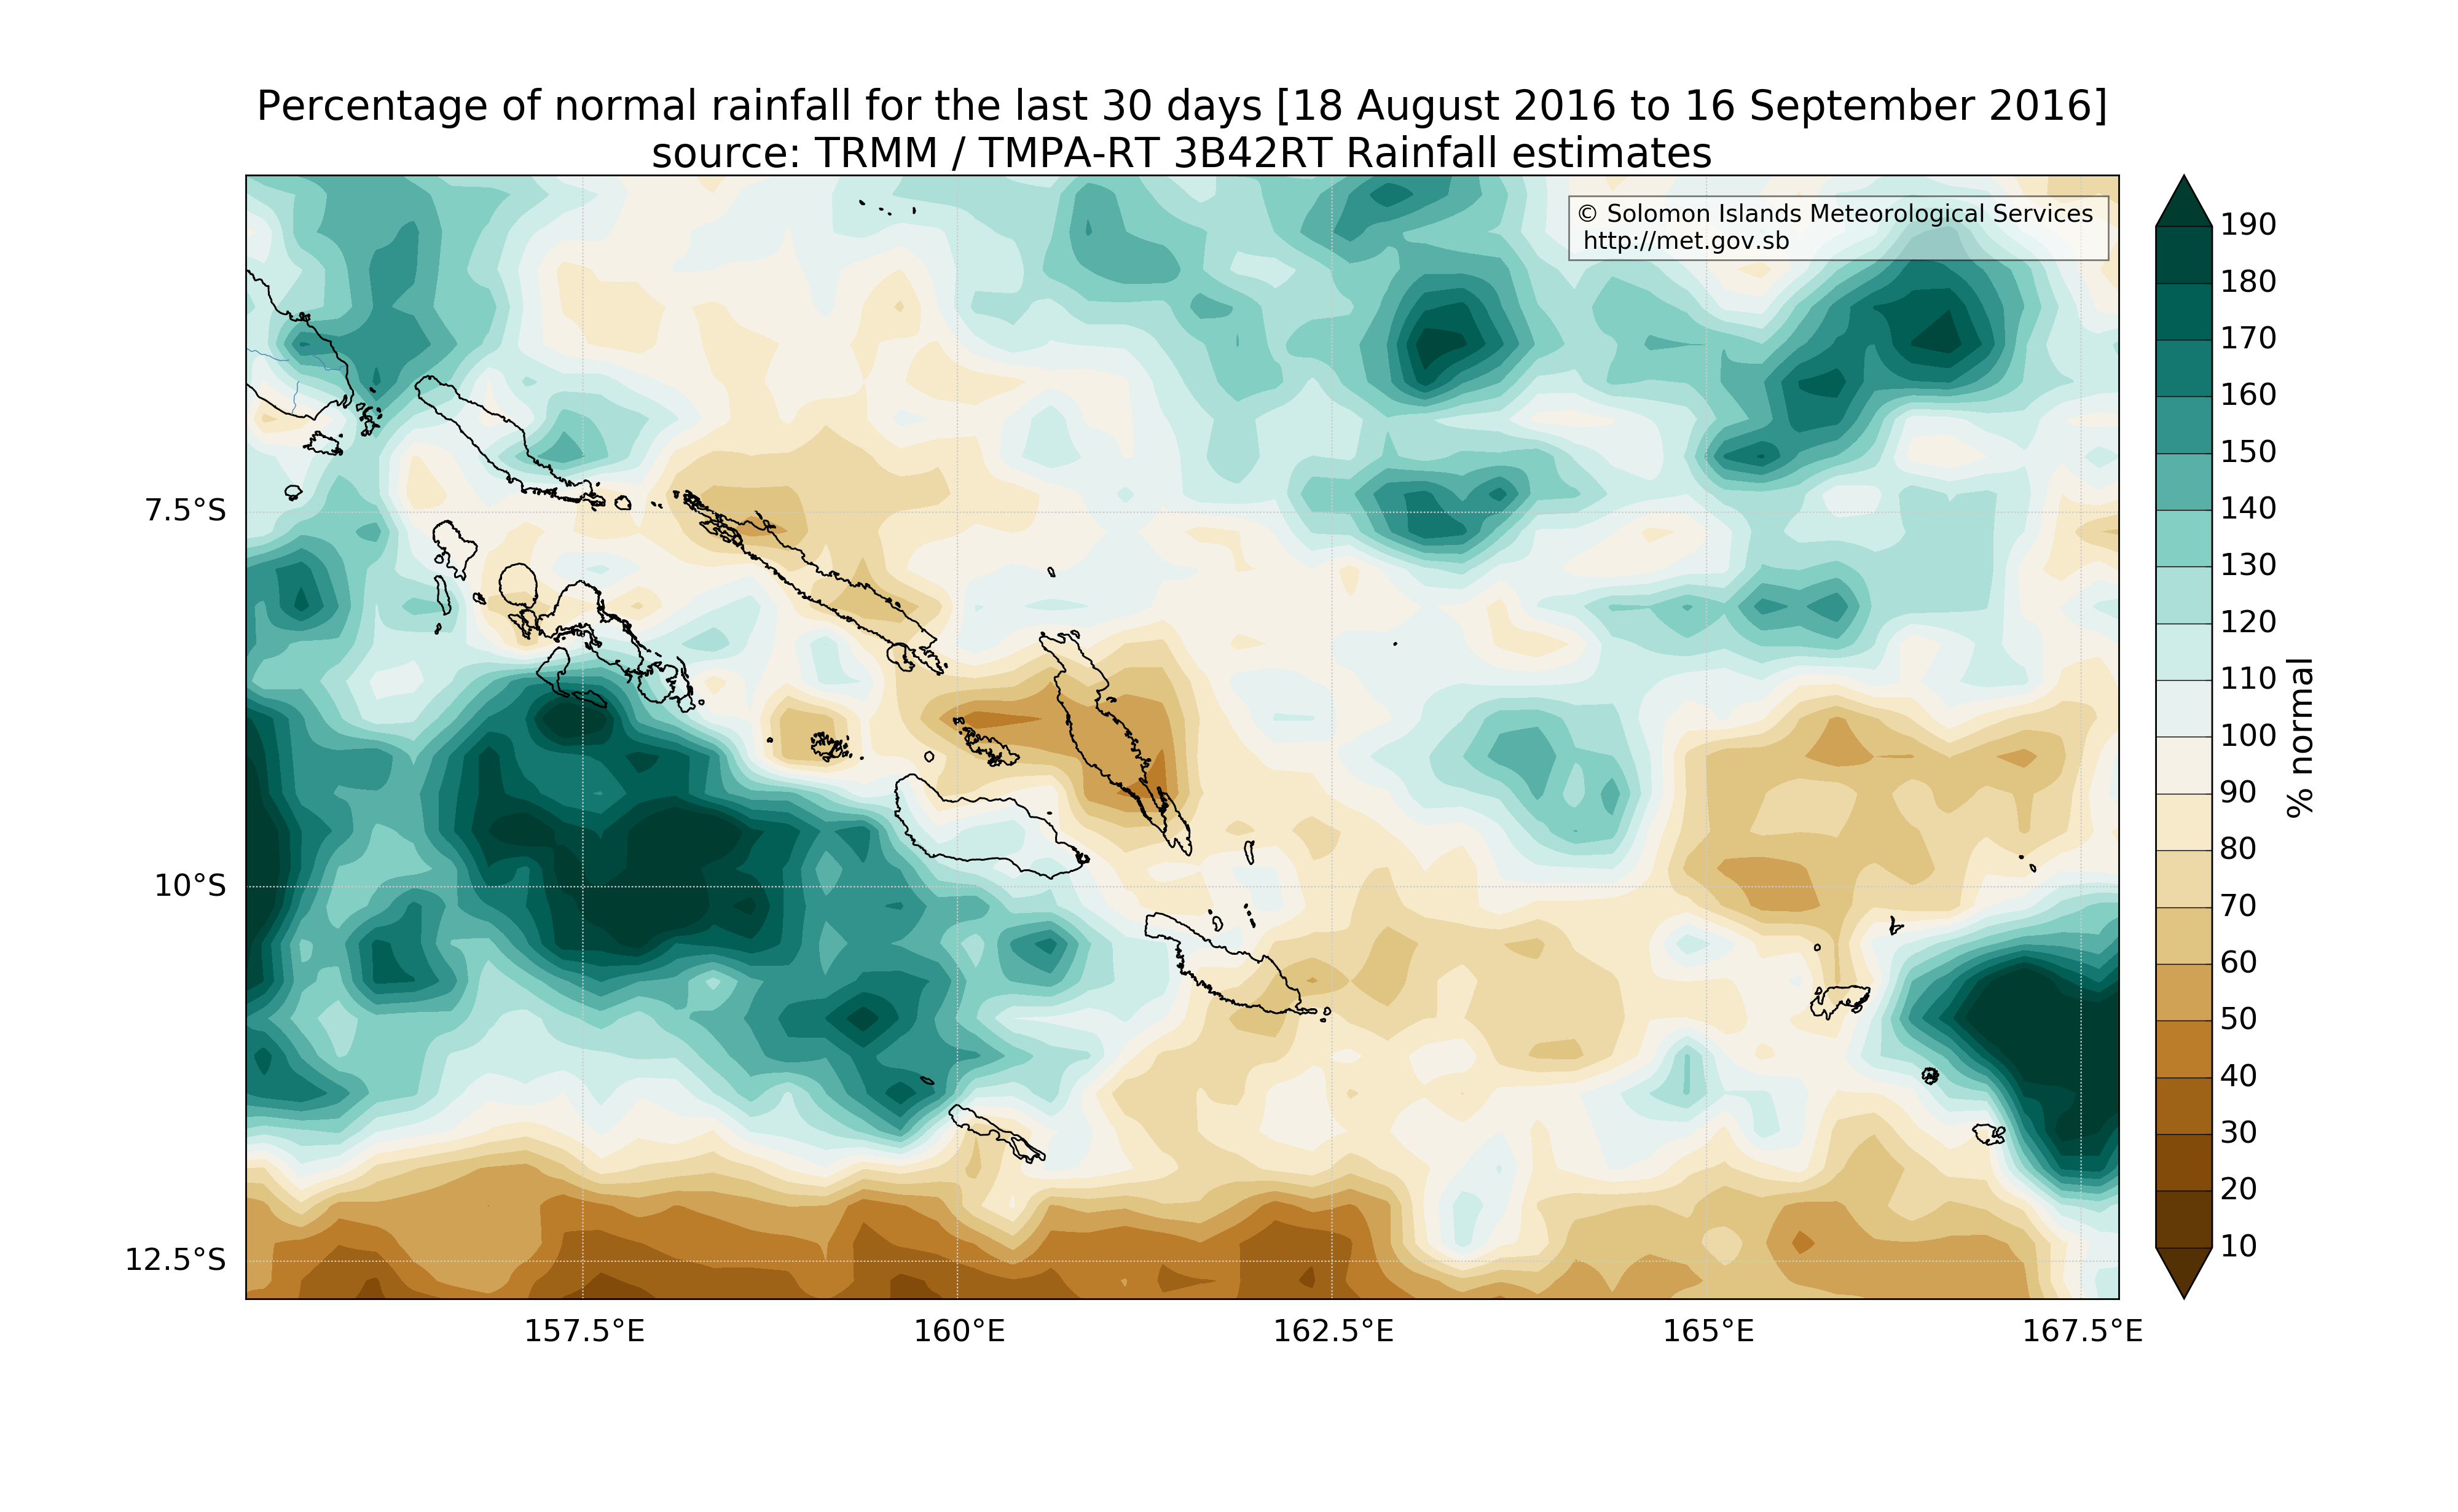 Percentage of normal rainfall for the last 30 days [18 August 2016 to 16 September 2016]
source: TRMM / TMPA-RT 3B42RT Rainfall estimates
© Solomon Islands Meteorological Services
http://met.gov.sb
7.5°S
10°S
12.5°S
157.5°E
160°E
162.5°E
165°E
167.5°E
190
180
170
160
150
140
130
120
110
100
90
80
70
60
50
40
30
20
10
% normal